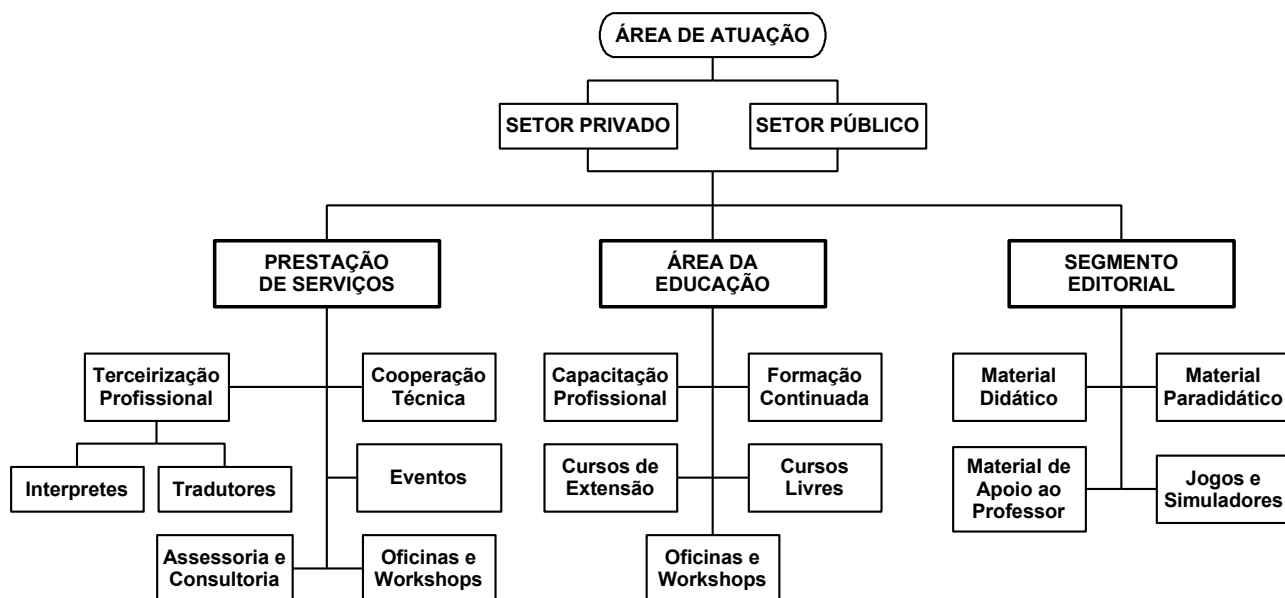 ÁREA DE ATUAÇÃO
SETOR PRIVADO
SETOR PÚBLICO
PRESTAÇÃO
DE SERVIÇOS
ÁREA DA
EDUCAÇÃO
SEGMENTO
EDITORIAL
Terceirização
Profissional
Cooperação
Técnica
Interpretes
Tradutores
Eventos
Assessoria e
Consultoria
Oficinas e
Workshops
Capacitação
Profissional
Formação
Continuada
Cursos de
Extensão
Cursos
Livres
Oficinas e
Workshops
Material
Didático
Material
Paradidático
Material de
Apoio ao
Professor
Jogos e
Simuladores